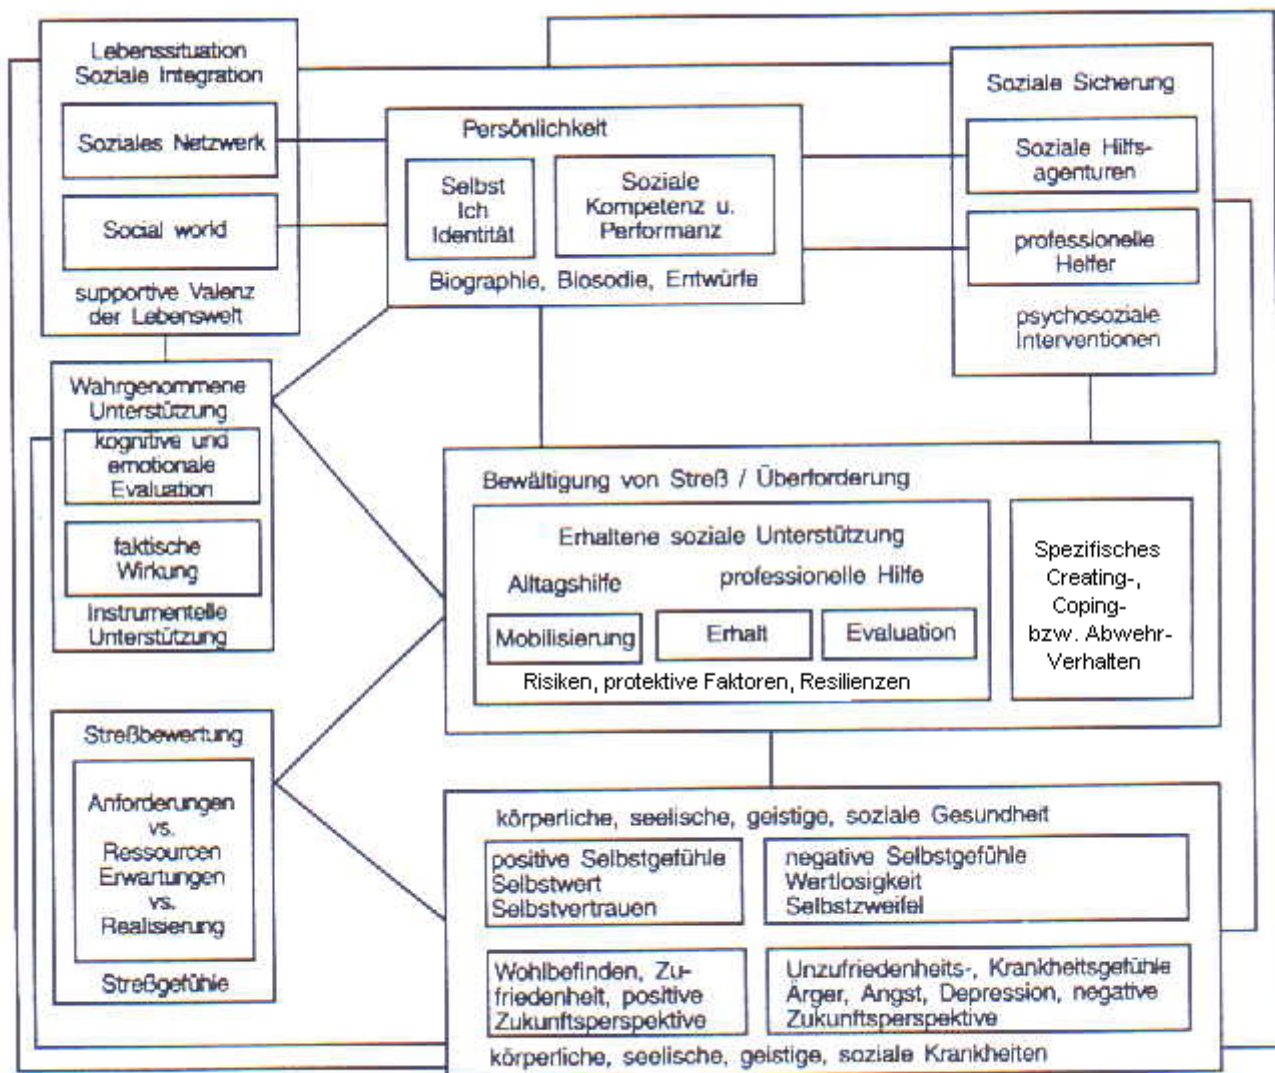 Lebenssituation
Soziale Integration
Soziales Netzwerk
Social world
supportive Valenz
der Lebenswelt
Persönlichkeit
Selbst
Ich
Identität
Soziale
Kompetenz u.
Performanz
Biographie, Biosodie, Entwürfe
Soziale Sicherung
Soziale Hilfs-
agenturen
professionelle
Helfer
psychosoziale
Interventionen
Wahrgenommene
Unterstützung
kognitive und
emotionale
Evaluation
faktische
Wirkung
Instrumentelle
Unterstützung
Bewältigung von Streß / Überforderung
Erhaltene soziale Unterstützung
Alltagshilfe
professionelle Hilfe
Mobilisierung
Erhalt
Evaluation
Risiken, protektive Faktoren, Resilienzen
Spezifisches
Creating-,
Coping-
bzw. Abwehr-
Verhalten
Streßbewertung
Anforderungen
vs.
Ressourcen
Erwartungen
vs.
Realisierung
Streßgefühle
körperliche, seelische, geistige, soziale Gesundheit
positive Selbstgefühle
Selbstwert
Selbstvertrauen
negative Selbstgefühle
Wertlosigkeit
Selbstzweifel
Wohlbefinden, Zu-
friedenheit, positive
Zukunftsperspektive
Unzufriedenheits-, Krankheitsgefühle
Ärger, Angst, Depression, negative
Zukunftsperspektive
körperliche, seelische, geistige, soziale Krankheiten